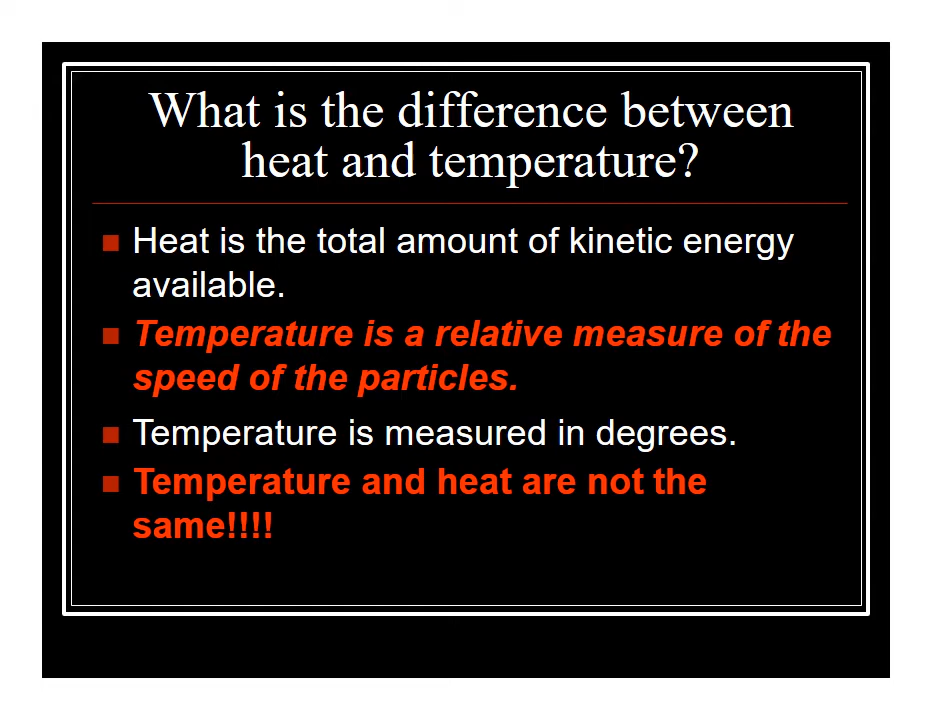 What is the difference between
heat and temperature?
Heat is the total amount of kinetic energy
available.
Temperature is a relative measure of the
speed of the particles.
Temperature is measured in degrees.
Temperature and heat are not the
same!!!!